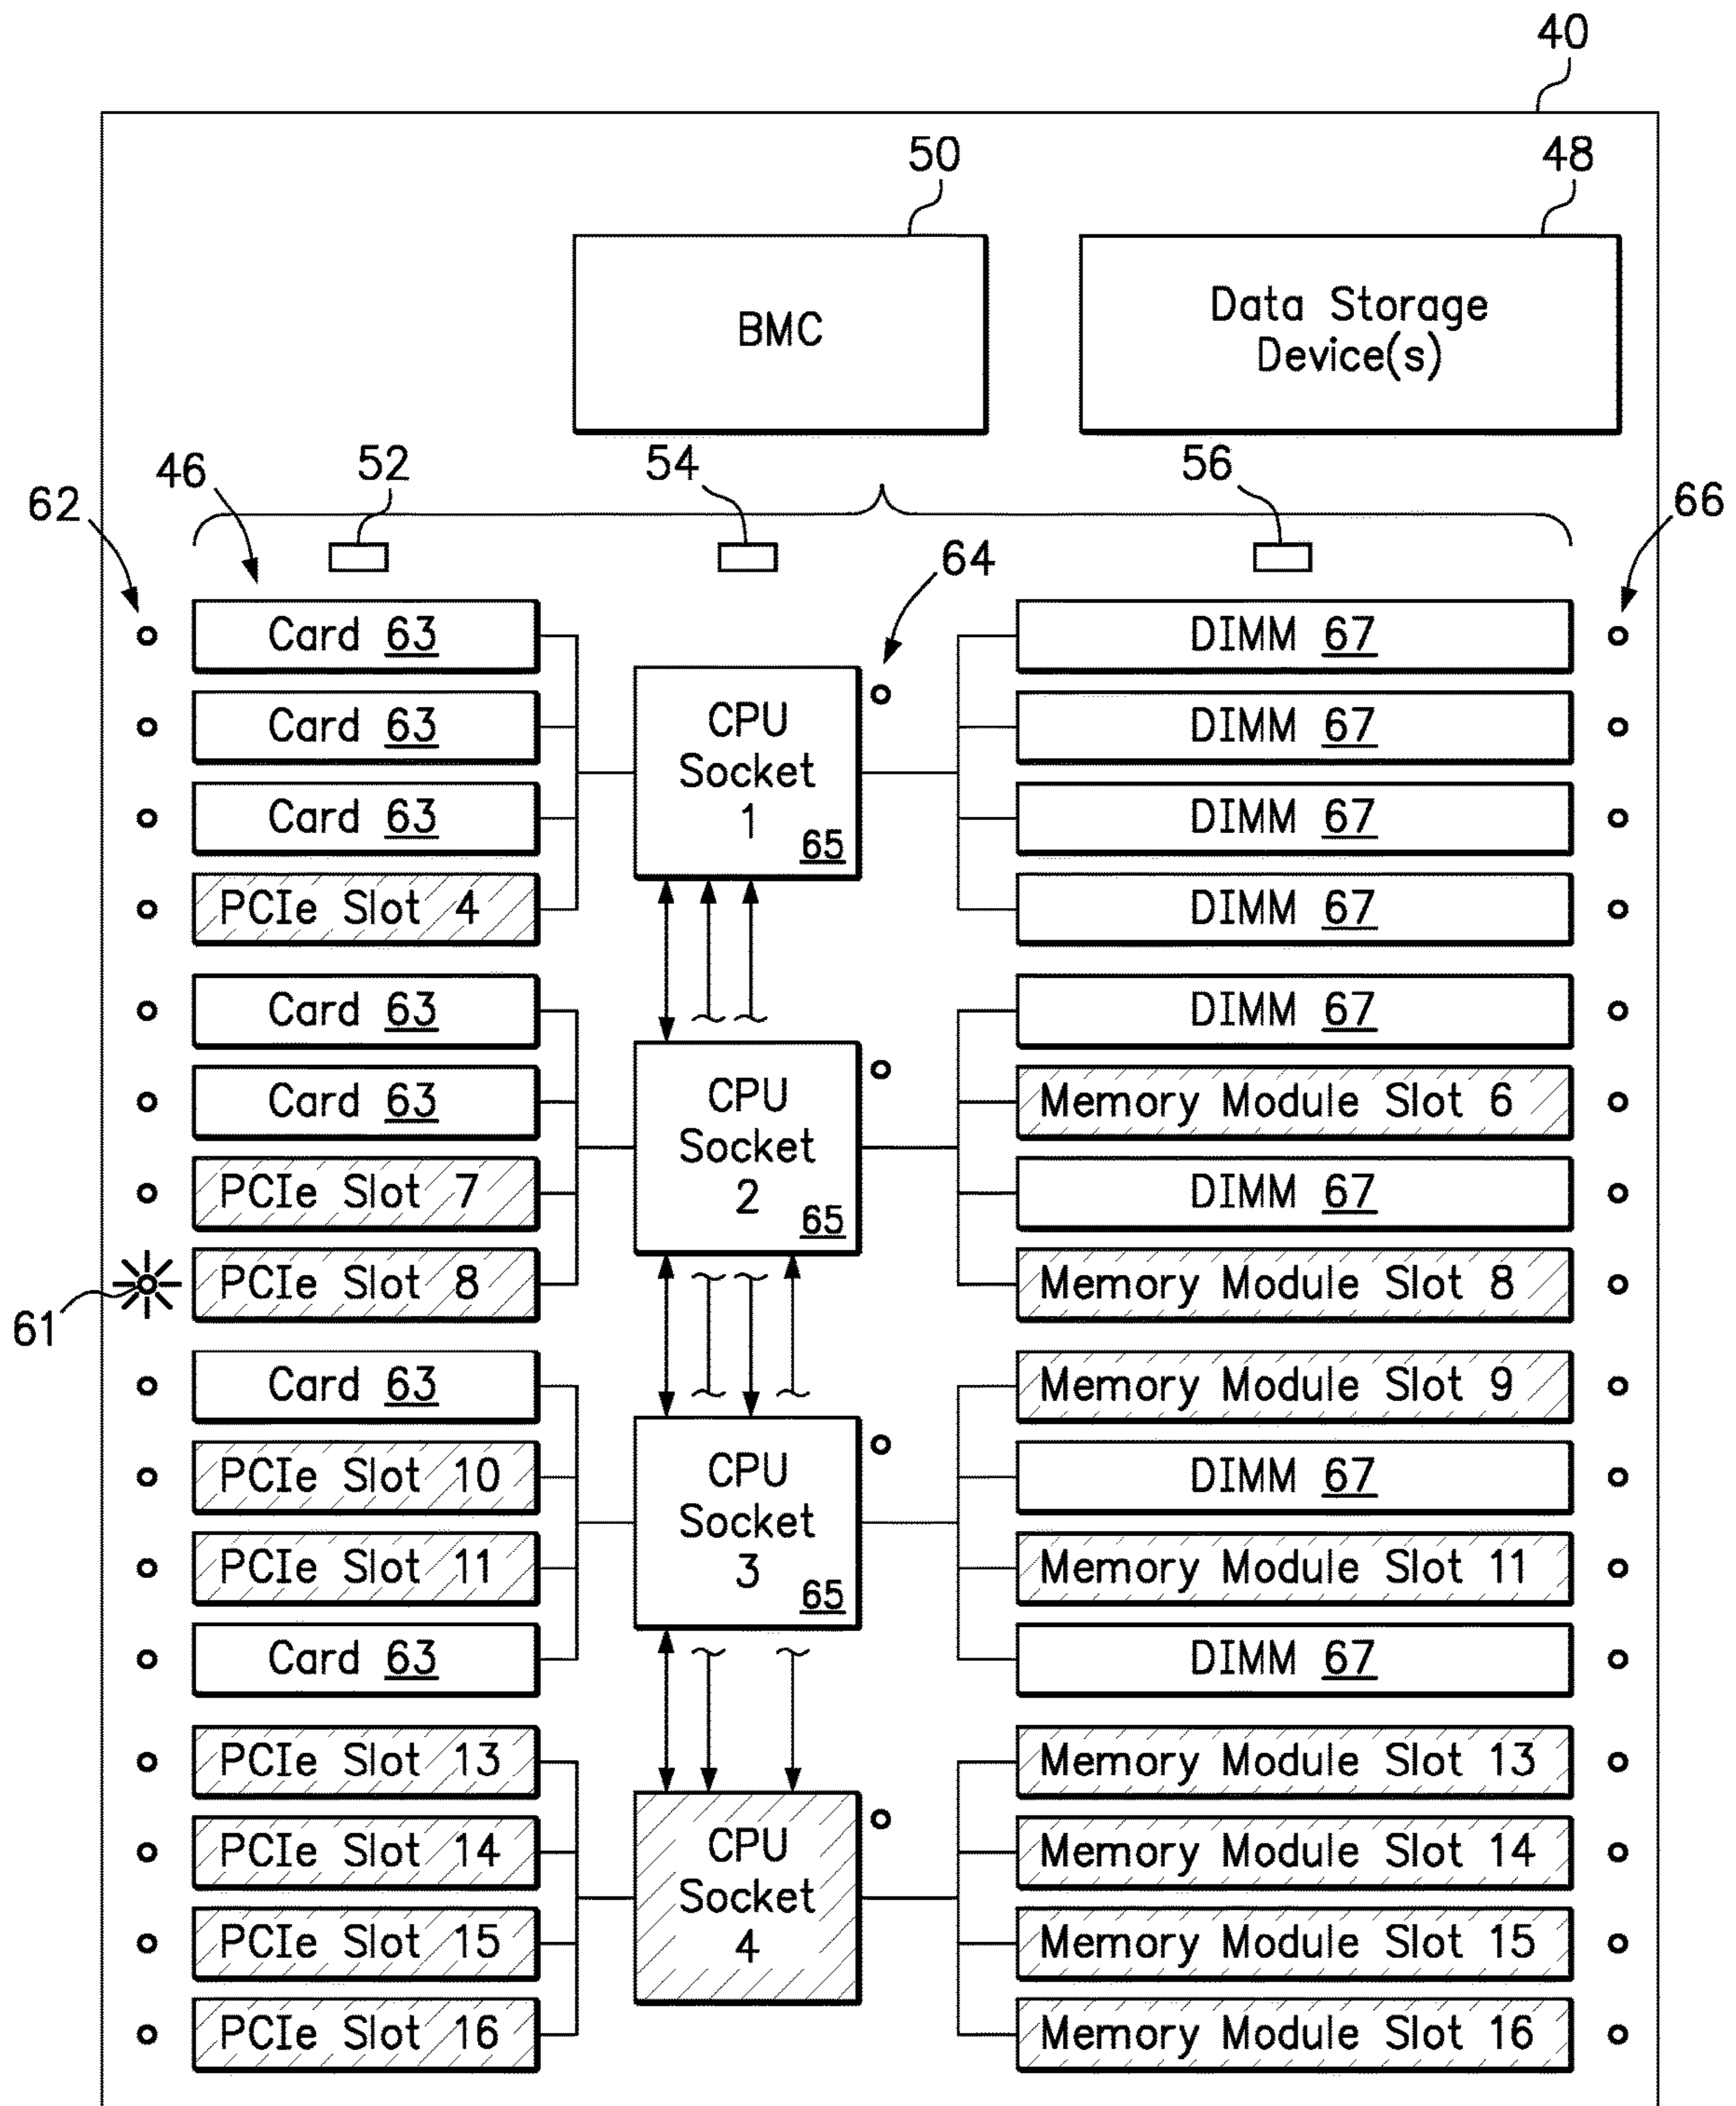 40
50
48
BMC
Data Storage
Device(s)
46
52
54
56
62
66
64
Card 63
DIMM 67
Card 63
CPU
Socket
1
65
DIMM 67
Card 63
DIMM 67
PCIe Slot 4
DIMM 67
Card 63
DIMM 67
Card 63
CPU
Socket
2
65
Memory Module Slot 6
PCIe Slot 7
DIMM 67
PCIe Slot 8
Memory Module Slot 8
61
Card 63
Memory Module Slot 9
PCIe Slot 10
CPU
Socket
3
65
DIMM 67
PCIe Slot 11
Memory Module Slot 11
Card 63
DIMM 67
PCIe Slot 13
Memory Module Slot 13
PCIe Slot 14
CPU
Socket
4
Memory Module Slot 14
PCIe Slot 15
Memory Module Slot 15
PCIe Slot 16
Memory Module Slot 16